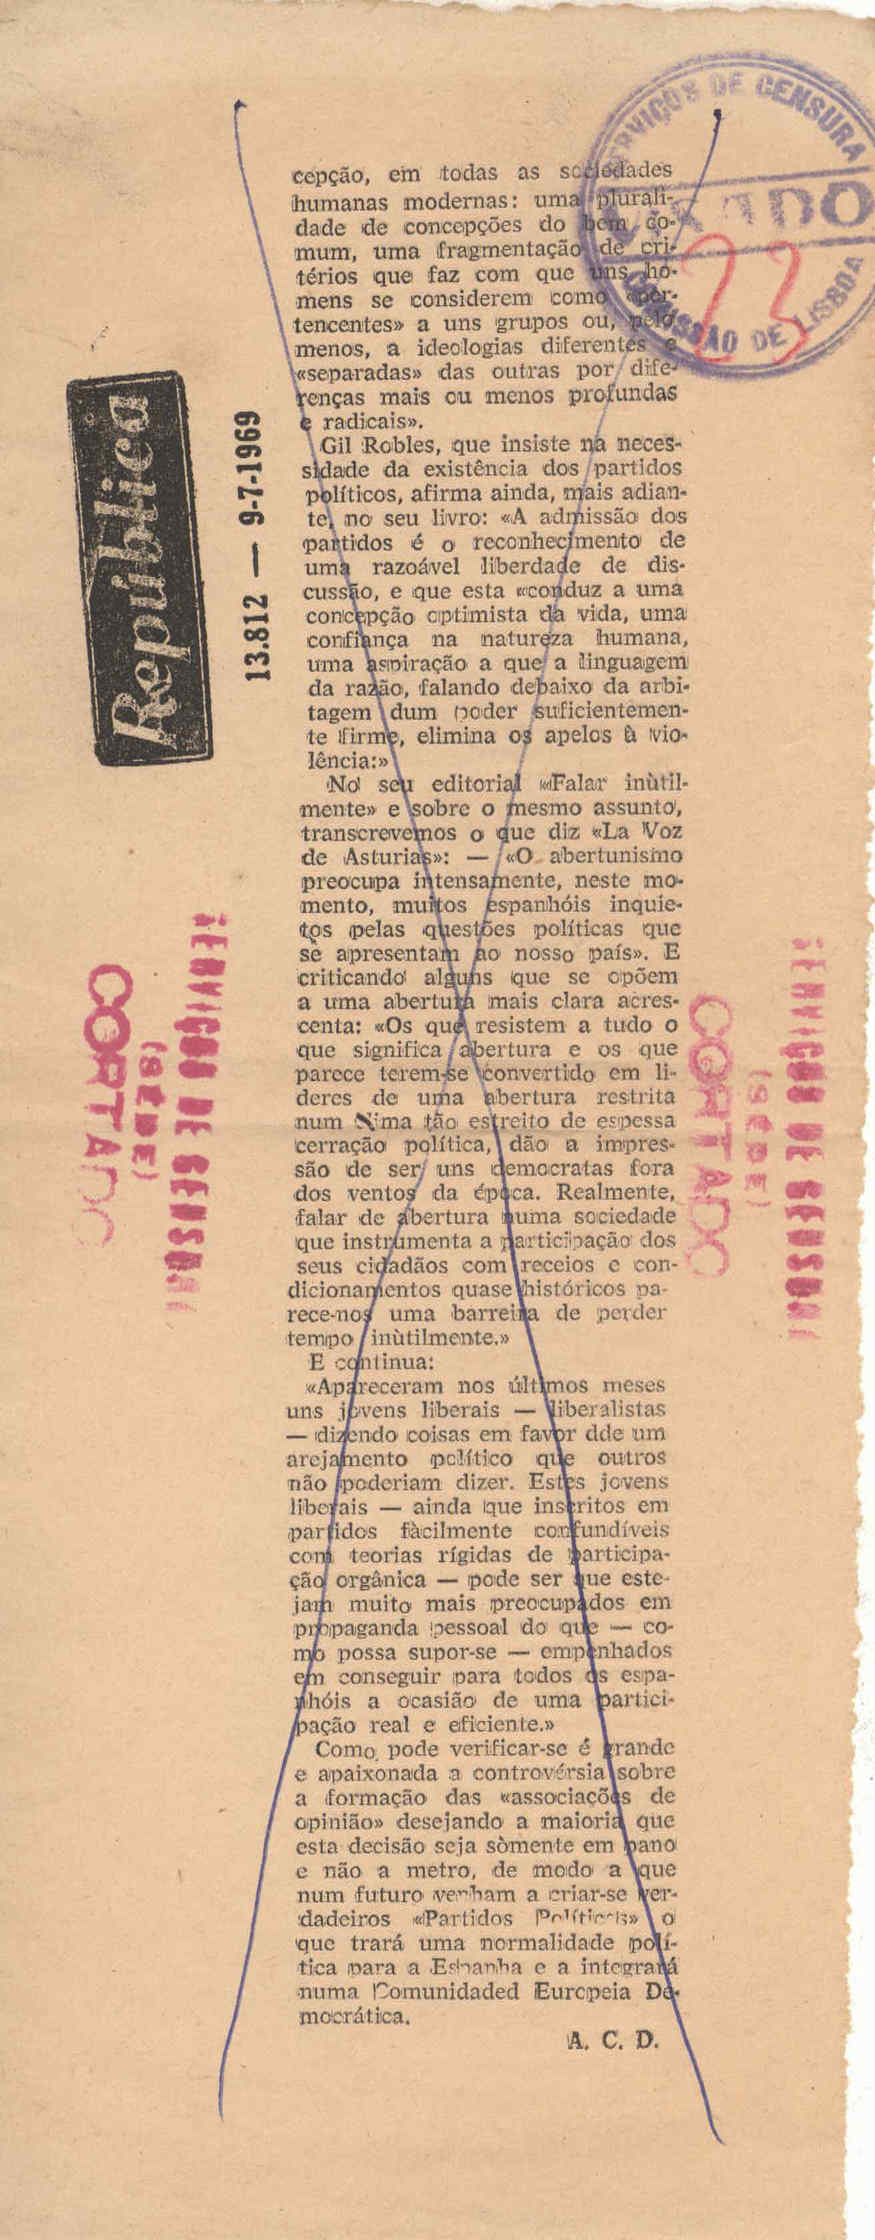 SERVIÇOS DE CENSURA
VISADO
COMISSÃO DE LISBOA
23
República
13.812 — 9-7-1969
cepção, em todas as sociedades
humanas modernas: uma plurali-
dade de concepções do bem co-
mum, uma fragmentação de cri-
térios que faz com que uns ho-
mens se considerem como «per-
tencentes» a uns grupos ou, pelo
menos, a ideologias diferentes e
«separadas» das outras por dife-
renças mais ou menos profundas
e radicais».
Gil Robles, que insiste na neces-
sidade da existência dos partidos
políticos, afirma ainda, mais adian-
te, no seu livro: «A admissão dos
partidos é o reconhecimento de
uma razoável liberdade de dis-
cussão, e que esta «conduz a uma
concepção optimista da vida, uma
confiança na natureza humana,
uma aspiração a que a linguagem
da razão, falando debaixo da arbi-
tagem dum poder suficientemen-
te firme, elimina os apelos à vio-
lência:»
No seu editorial «Falar inùtil-
mente» e sobre o mesmo assunto,
transcrevemos o que diz «La Voz
de Asturias»: — «O abertunismo
preocupa intensamente, neste mo-
mento, muitos espanhóis inquie-
tos pelas questões políticas que
se apresentam ao nosso país». E
criticando alguns que se opõem
a uma abertura mais clara acres-
centa: «Os que resistem a tudo o
que significa abertura e os que
parece terem-se convertido em lí-
deres de uma abertura restrita
num clima tão estreito de espessa
cerração política, dão a impres-
são de ser uns democratas fora
dos ventos da época. Realmente,
falar de abertura numa sociedade
que instrumenta a participação dos
seus cidadãos com receios e con-
dicionamentos quase históricos pa-
rece-nos uma barreira de perder
tempo inùtilmente.»
E continua:
«Apareceram nos últimos meses
uns jovens liberais — liberalistas
— dizendo coisas em favor dde um
arejamento político que outros
não poderiam dizer. Estes jovens
liberais — ainda que inscritos em
partidos fàcilmente confundíveis
com teorias rígidas de participa-
ção orgânica — pode ser que este-
jam muito mais preocupados em
propaganda pessoal do que — co-
mo possa supor-se — empenhados
em conseguir para todos os espa-
nhóis a ocasião de uma partici-
pação real e eficiente.»
Como pode verificar-se é grande
e apaixonada a controvérsia sobre
a formação das «associações de
opinião» desejando a maioria que
esta decisão seja sòmente em pano
e não a metro, de modo a que
num futuro venham a criar-se ver-
dadeiros «Partidos Políticos» o
que trará uma normalidade polí-
tica para a Espanha e a integrará
numa Comunidaded Europeia De-
mocrática.
A. C. D.
SERVIÇOS DE CENSURA
(SÉDE)
CORTADO
SERVIÇOS DE CENSURA
(SÉDE)
CORTADO